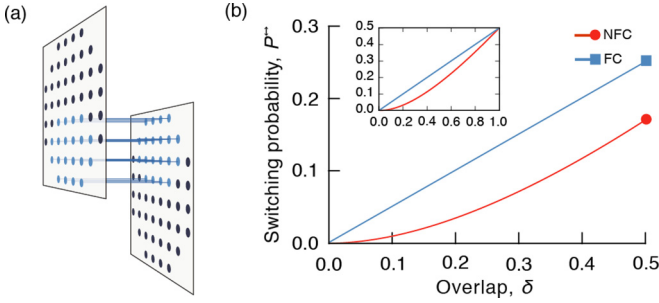 (a)
(b)
Switching probability, P↔
0.3
0.2
0.1
0.0
0.0 0.1 0.2 0.3 0.4 0.5
Overlap, δ
0.5
0.4
0.3
0.2
0.1
0.0
0.0 0.2 0.4 0.6 0.8 1.0
NFC
FC